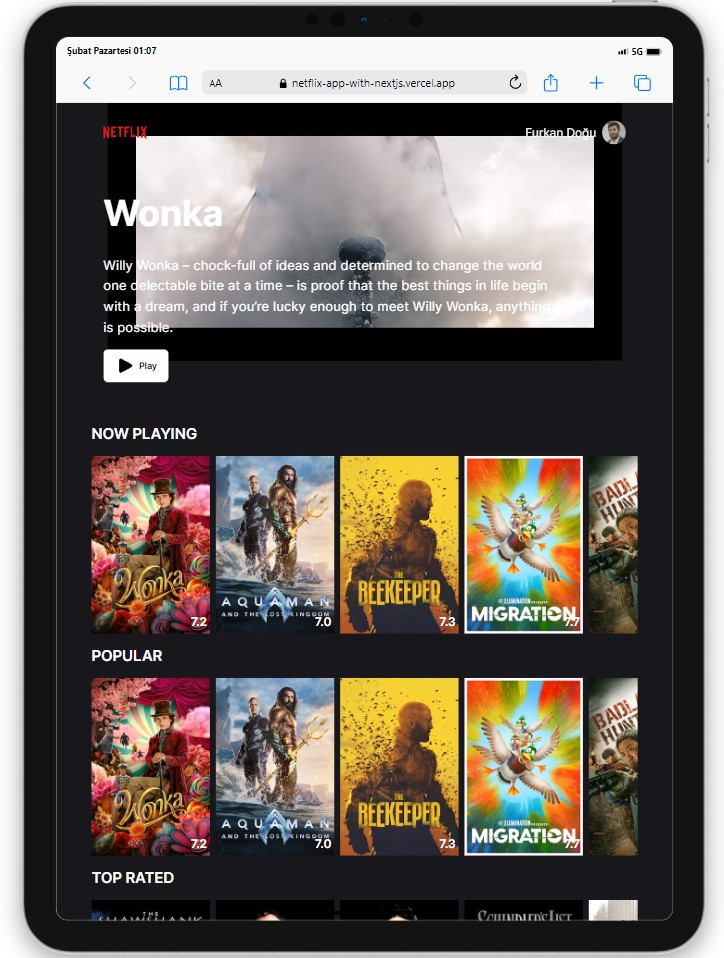 Şubat Pazartesi 01:07
5G
AA
netflix-app-with-nextjs.vercel.app
NETFLIX
Furkan Doğu
Wonka
Willy Wonka – chock-full of ideas and determined to change the world
one delectable bite at a time – is proof that the best things in life begin
with a dream, and if you're lucky enough to meet Willy Wonka, anything
is possible.
Play
NOW PLAYING
Wonka
7.2
AQUAMAN
AND THE LOST KINGDOM
7.0
THE
BEEKEEPER
7.3
ILLUMINATION
MIGRATION
7.7
BADL
HUNT
POPULAR
Wonka
7.2
AQUAMAN
AND THE LOST KINGDOM
7.0
THE
BEEKEEPER
7.3
ILLUMINATION
MIGRATION
7.7
BADL
HUNT
TOP RATED
THE
SHAWSHANK
SCHINDLER'S LIST